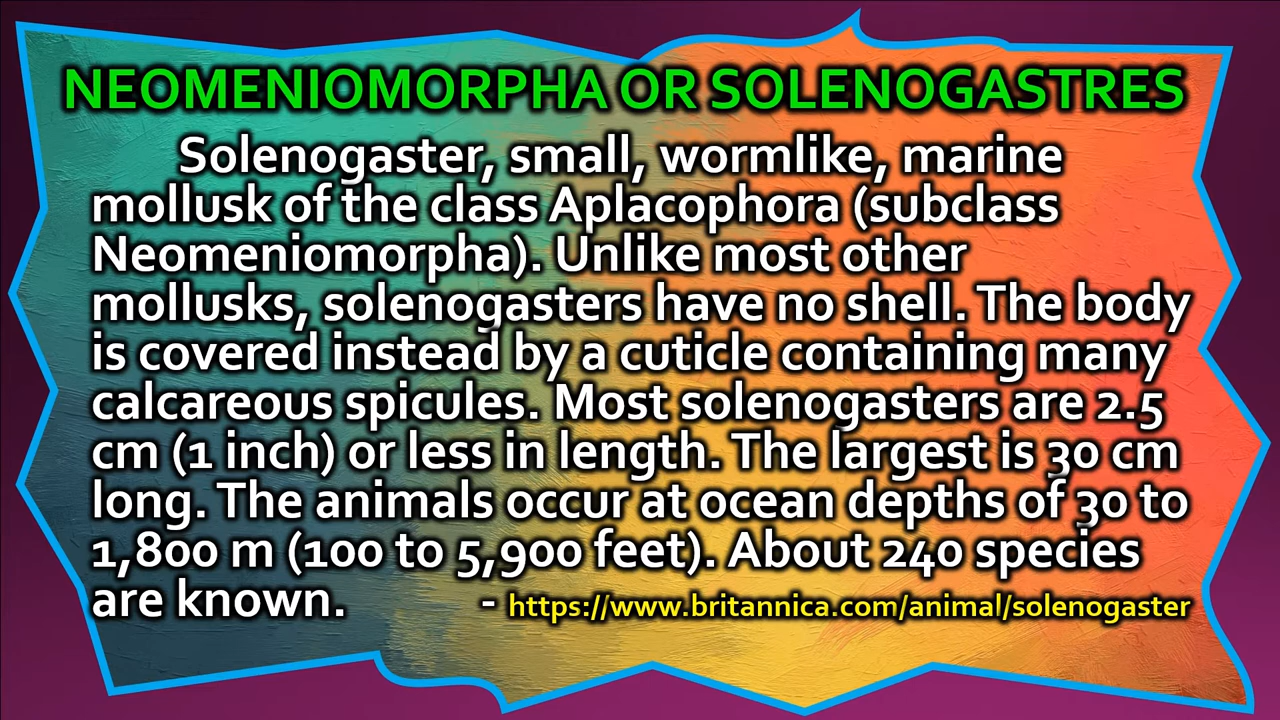 NEOMENIOMORPHA OR SOLENOGASTRES
Solenogaster, small, wormlike, marine
mollusk of the class Aplacophora (subclass
Neomeniomorpha). Unlike most other
mollusks, solenogasters have no shell. The body
is covered instead by a cuticle containing many
calcareous spicules. Most solenogasters are 2.5
cm (1 inch) or less in length. The largest is 30 cm
long. The animals occur at ocean depths of 30 to
1,800 m (100 to 5,900 feet). About 240 species
are known. - https://www.britannica.com/animal/solenogaster